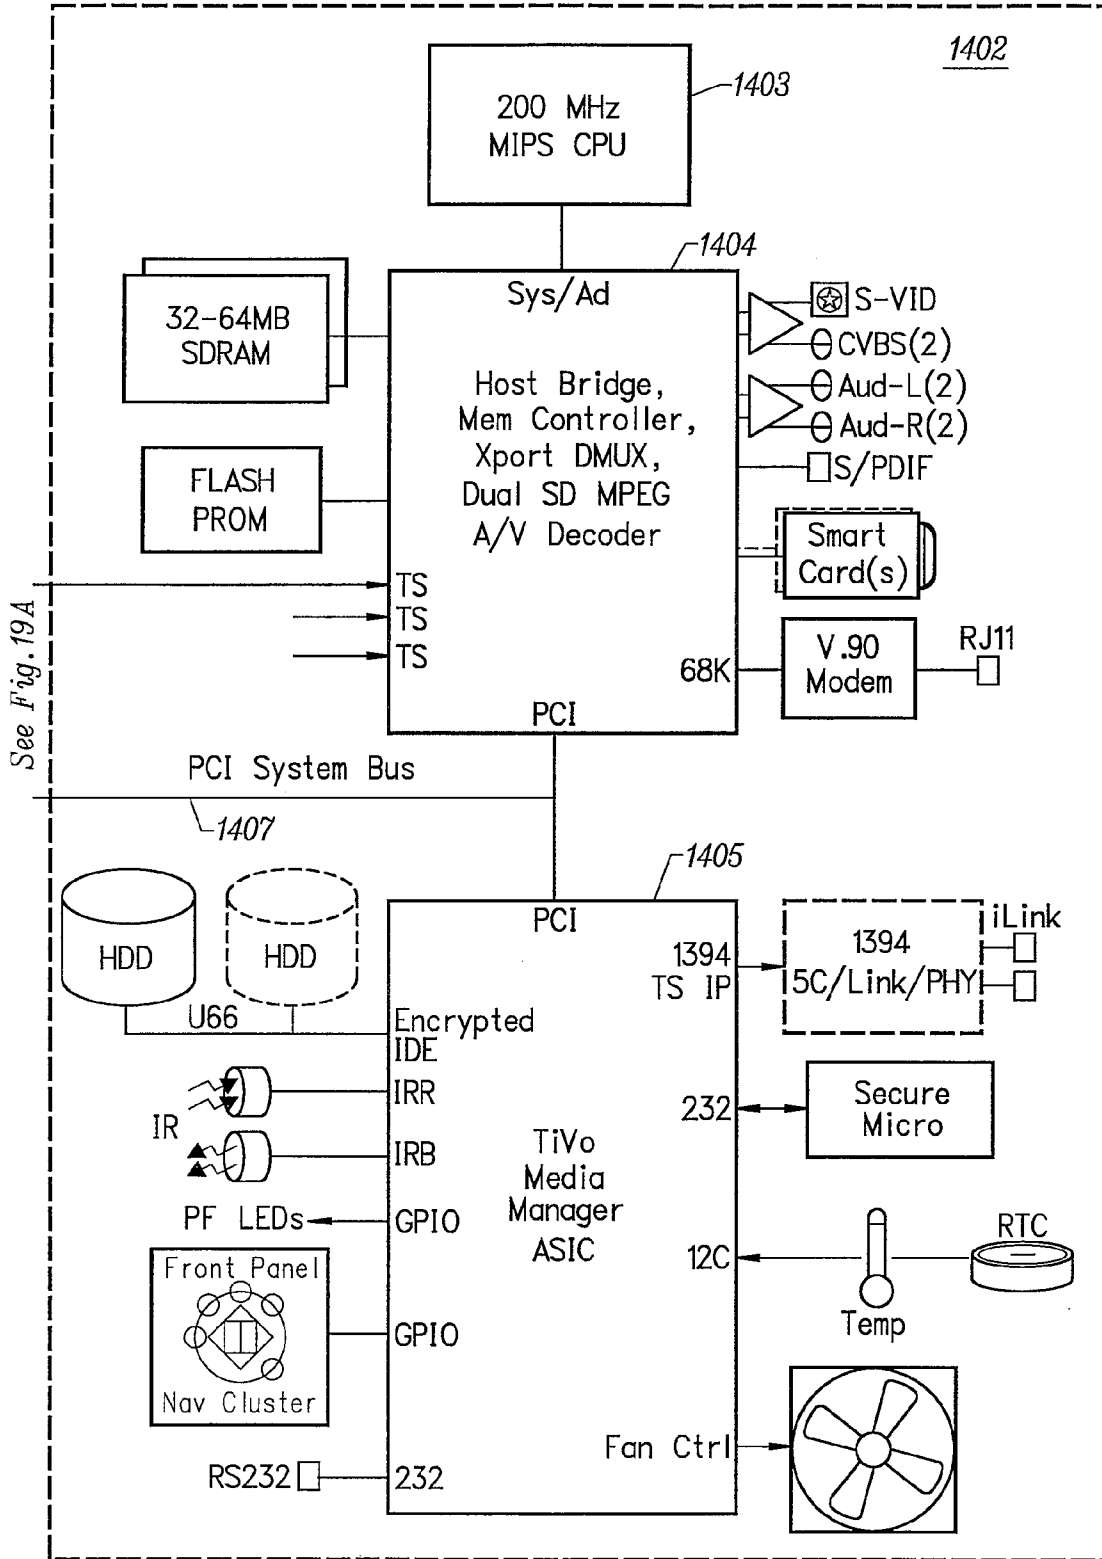 1402
200 MHz
MIPS CPU
1403
1404
Sys/Ad
32-64MB
SDRAM
S-VID
CVBS(2)
Host Bridge,
Mem Controller,
Xport DMUX,
Dual SD MPEG
A/V Decoder
Aud-L(2)
Aud-R(2)
S/PDIF
FLASH
PROM
Smart
Card(s)
TS
TS
TS
See Fig.19A
68K
V.90
Modem
RJ11
PCI
PCI System Bus
1407
1405
HDD
HDD
U66
PCI
1394
TS IP
1394
5C/Link/PHY
iLink
Encrypted
IDE
IR
IRR
IRB
232
Secure
Micro
TiVo
Media
Manager
ASIC
PF LEDs
GPIO
12C
Temp
RTC
Front Panel
Nav Cluster
GPIO
Fan Ctrl
RS232
232